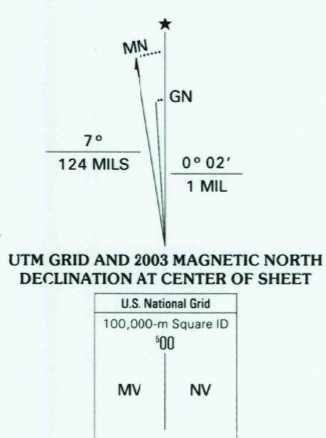 MN
GN
7°
124 MILS
0° 02′
1 MIL
UTM GRID AND 2003 MAGNETIC NORTH
DECLINATION AT CENTER OF SHEET
U.S. National Grid
100,000-m Square ID
⁵00
MV
NV